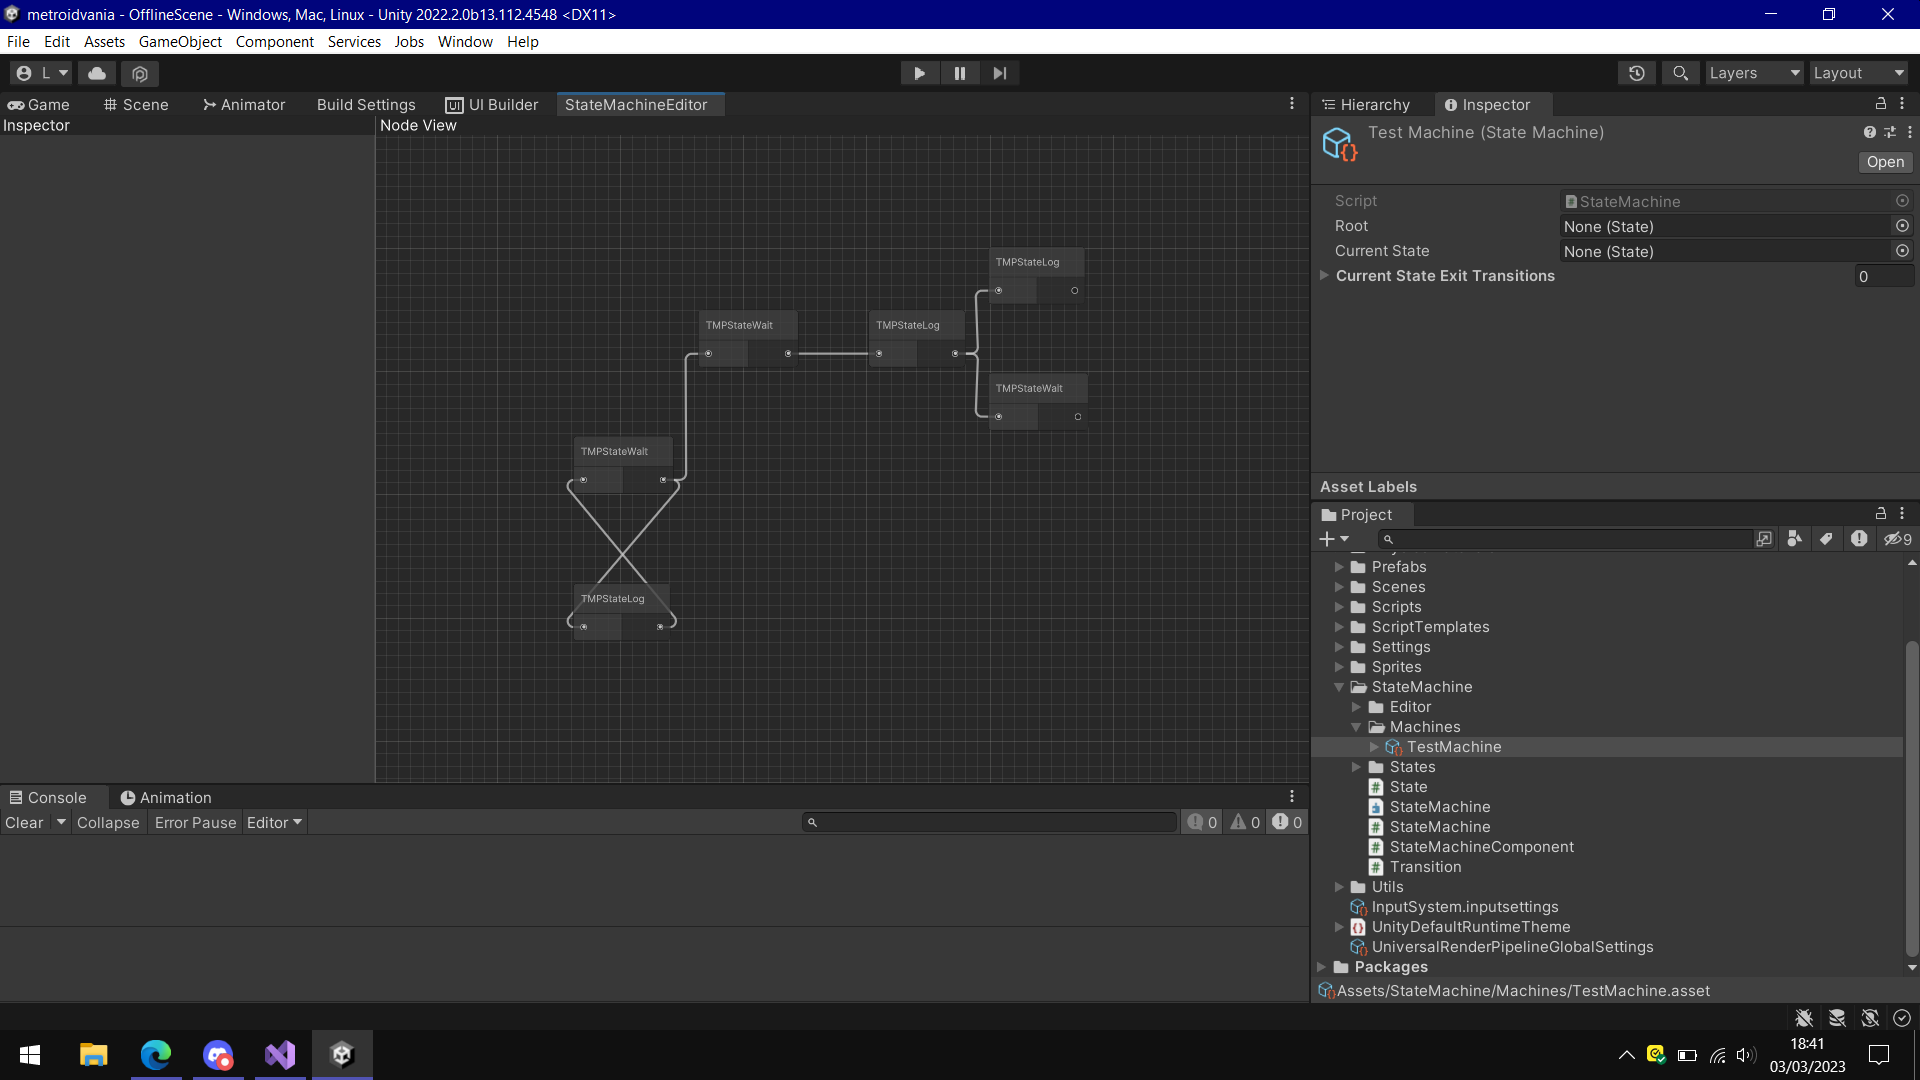 metroidvania - OfflineScene - Windows, Mac, Linux - Unity 2022.2.0b13.112.4548 <DX11>
File Edit Assets GameObject Component Services Jobs Window Help
L Layers Layout
Game Scene Animator Build Settings UI UI Builder StateMachineEditor
Inspector Node View
TMPStateLog
TMPStateWait TMPStateLog
TMPStateWait
TMPStateWait
TMPStateLog
Hierarchy Inspector
Test Machine (State Machine)
Open
Script StateMachine
Root None (State)
Current State None (State)
Current State Exit Transitions 0
Asset Labels
Project
9
Prefabs
Scenes
Scripts
ScriptTemplates
Settings
Sprites
StateMachine
Editor
Machines
TestMachine
States
State
StateMachine
StateMachine
StateMachineComponent
Transition
Utils
InputSystem.inputsettings
UnityDefaultRuntimeTheme
UniversalRenderPipelineGlobalSettings
Packages
Assets/StateMachine/Machines/TestMachine.asset
Console Animation
Clear Collapse Error Pause Editor 0 0 0
18:41
03/03/2023